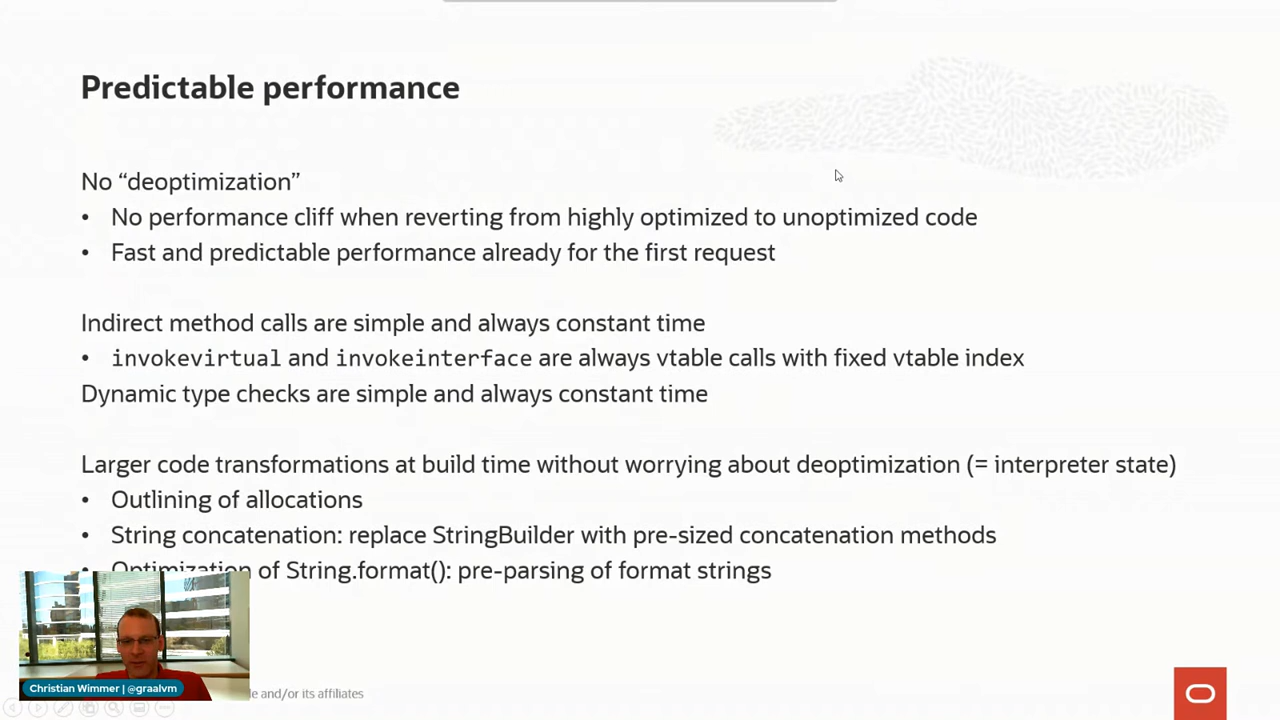 Predictable performance
No “deoptimization”
• No performance cliff when reverting from highly optimized to unoptimized code
• Fast and predictable performance already for the first request
Indirect method calls are simple and always constant time
• invokevirtual and invokeinterface are always vtable calls with fixed vtable index
Dynamic type checks are simple and always constant time
Larger code transformations at build time without worrying about deoptimization (= interpreter state)
• Outlining of allocations
• String concatenation: replace StringBuilder with pre-sized concatenation methods
• Optimization of String.format(): pre-parsing of format strings
Christian Wimmer | @graalvm
and/or its affiliates